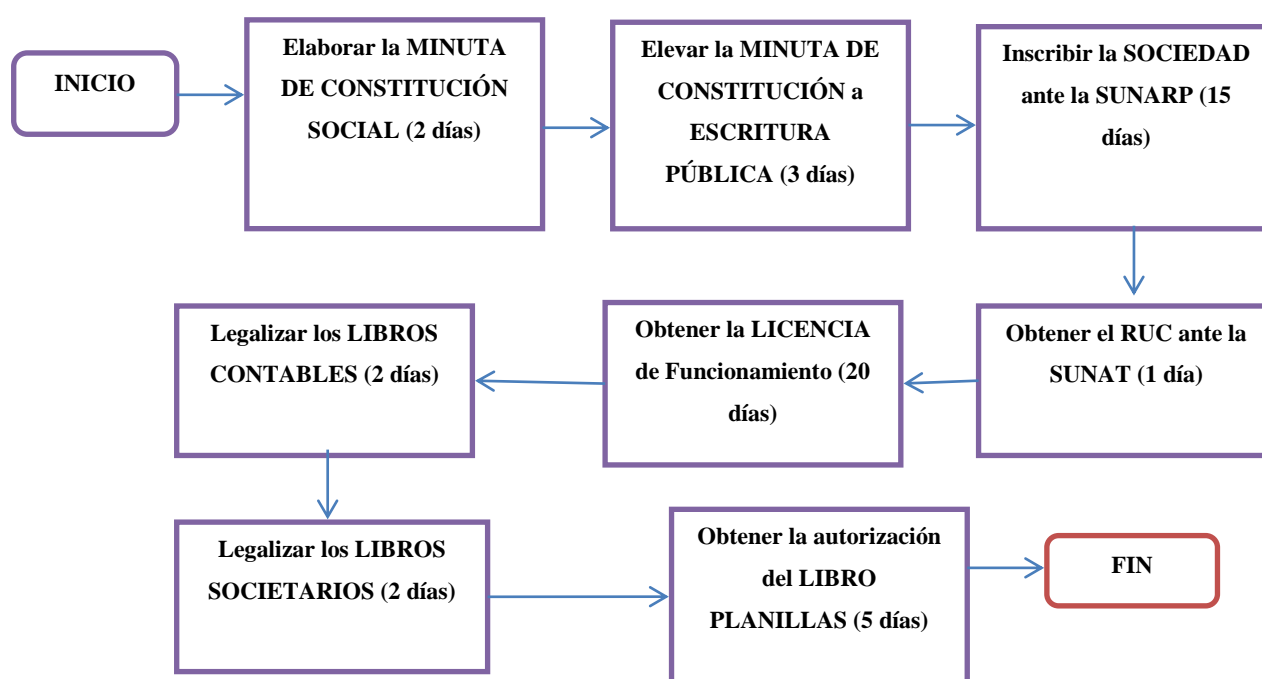 INICIO
Elaborar la MINUTA
DE CONSTITUCIÓN
SOCIAL (2 días)
Elevar la MINUTA DE
CONSTITUCIÓN a
ESCRITURA
PÚBLICA (3 días)
Inscribir la SOCIEDAD
ante la SUNARP (15
días)
Obtener el RUC ante la
SUNAT (1 día)
Obtener la LICENCIA
de Funcionamiento (20
días)
Legalizar los LIBROS
CONTABLES (2 días)
Legalizar los LIBROS
SOCIETARIOS (2 días)
Obtener la autorización
del LIBRO
PLANILLAS (5 días)
FIN